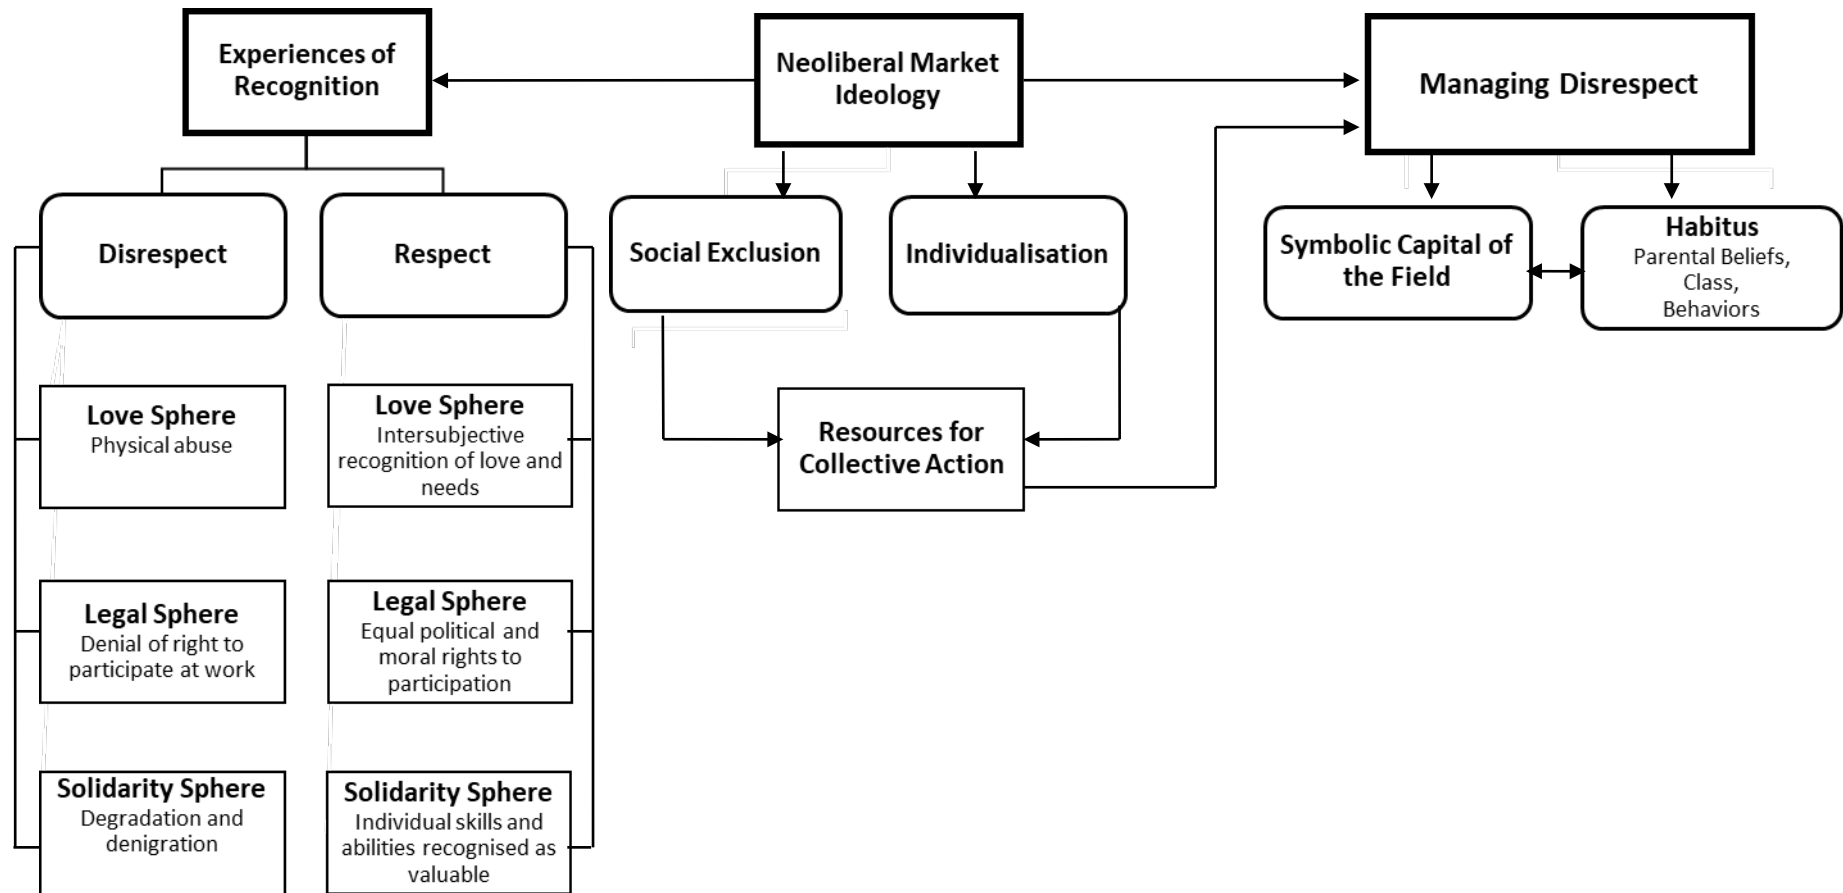 Experiences of
Recognition
Neoliberal Market
Ideology
Managing Disrespect
Disrespect
Respect
Social Exclusion
Individualisation
Symbolic Capital of
the Field
Habitus
Parental Beliefs,
Class,
Behaviors
Love Sphere
Physical abuse
Love Sphere
Intersubjective
recognition of love and
needs
Resources for
Collective Action
Legal Sphere
Denial of right to
participate at work
Legal Sphere
Equal political and
moral rights to
participation
Solidarity Sphere
Degradation and
denigration
Solidarity Sphere
Individual skills and
abilities recognised as
valuable